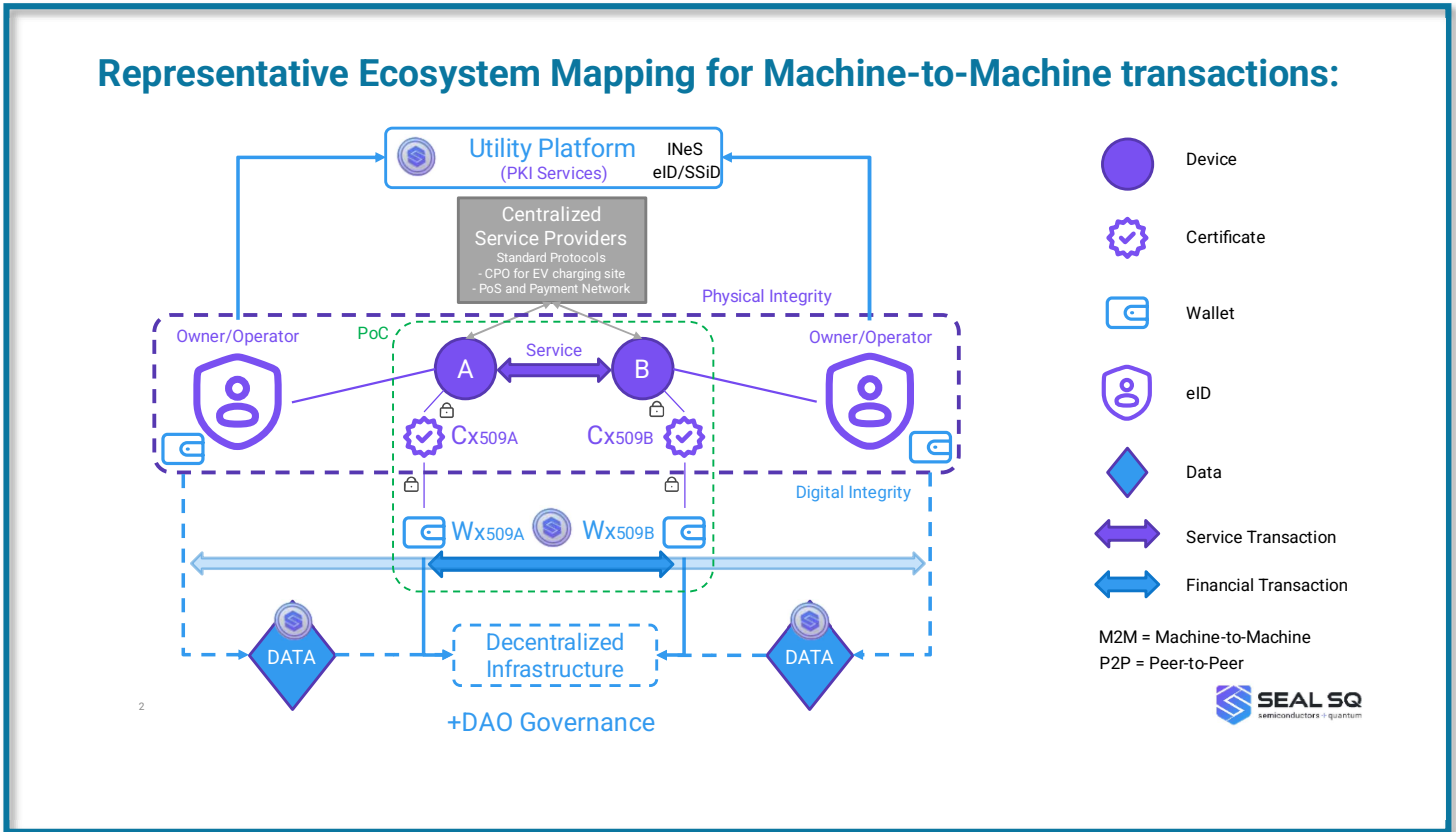 Representative Ecosystem Mapping for Machine-to-Machine transactions:
Utility Platform
(PKI Services)
INeS
eID/SSiD
Centralized
Service Providers
Standard Protocols
- CPO for EV charging site
- PoS and Payment Network
Physical Integrity
Owner/Operator
PoC
Service
Owner/Operator
A
B
Cx509A
Cx509B
Digital Integrity
Wx509A
Wx509B
DATA
Decentralized
Infrastructure
DATA
+DAO Governance
2
Device
Certificate
Wallet
eID
Data
Service Transaction
Financial Transaction
M2M = Machine-to-Machine
P2P = Peer-to-Peer
SEAL SQ
semiconductors + quantum